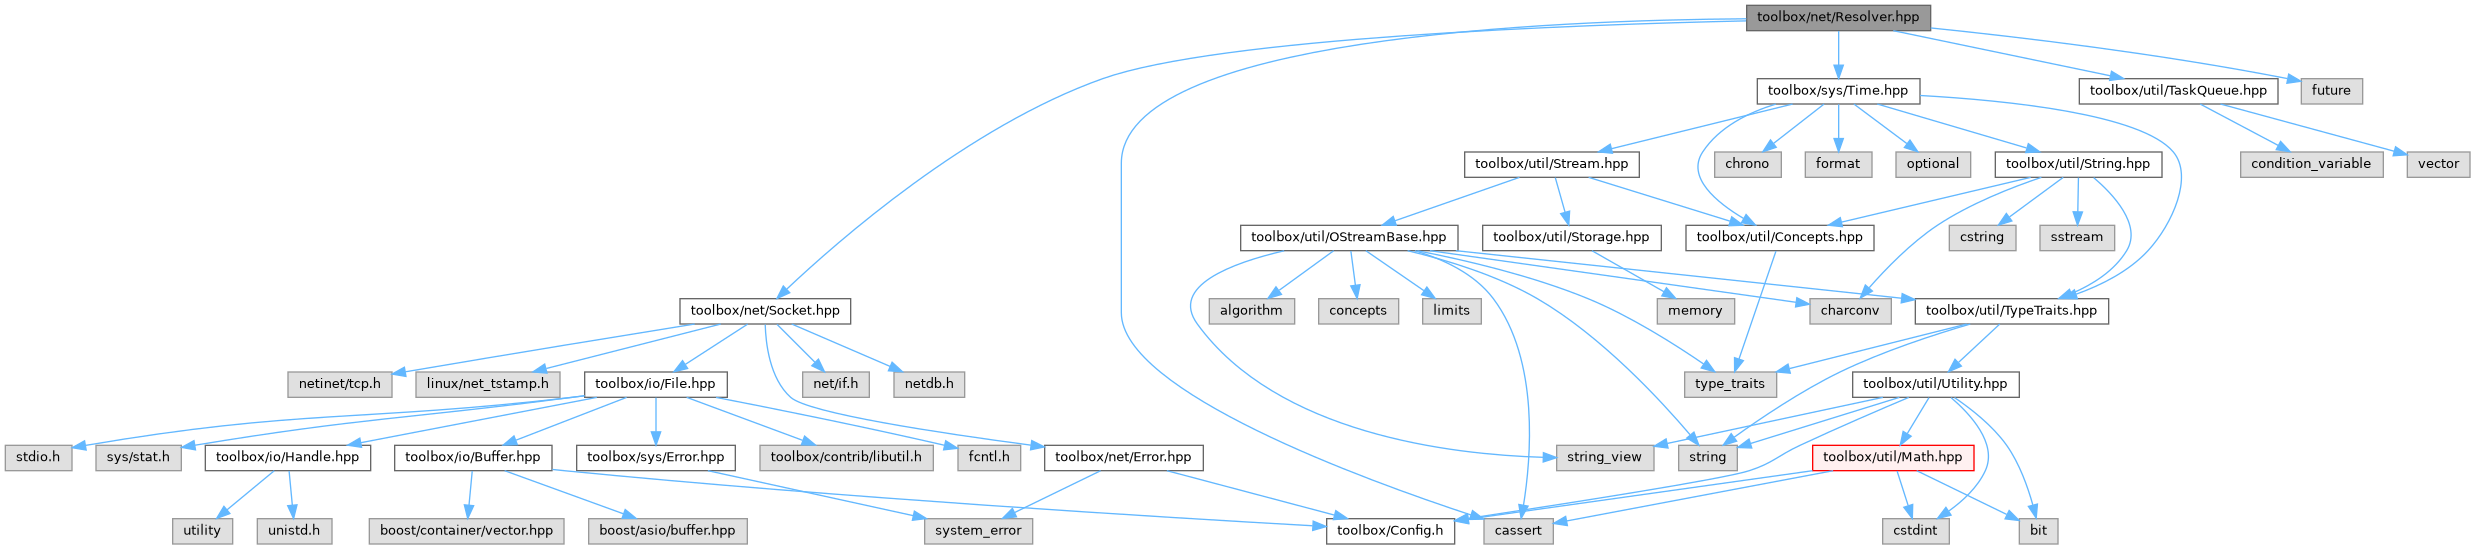 toolbox/net/Resolver.hpp
toolbox/sys/Time.hpp
toolbox/util/TaskQueue.hpp
future
toolbox/util/Stream.hpp
chrono
format
optional
toolbox/util/String.hpp
condition_variable
vector
toolbox/util/OStreamBase.hpp
toolbox/util/Storage.hpp
toolbox/util/Concepts.hpp
cstring
sstream
toolbox/net/Socket.hpp
algorithm
concepts
limits
memory
charconv
toolbox/util/TypeTraits.hpp
netinet/tcp.h
linux/net_tstamp.h
toolbox/io/File.hpp
net/if.h
netdb.h
type_traits
toolbox/util/Utility.hpp
stdio.h
sys/stat.h
toolbox/io/Handle.hpp
toolbox/io/Buffer.hpp
toolbox/sys/Error.hpp
toolbox/contrib/libutil.h
fcntl.h
toolbox/net/Error.hpp
string_view
string
toolbox/util/Math.hpp
utility
unistd.h
boost/container/vector.hpp
boost/asio/buffer.hpp
system_error
toolbox/Config.h
cassert
cstdint
bit